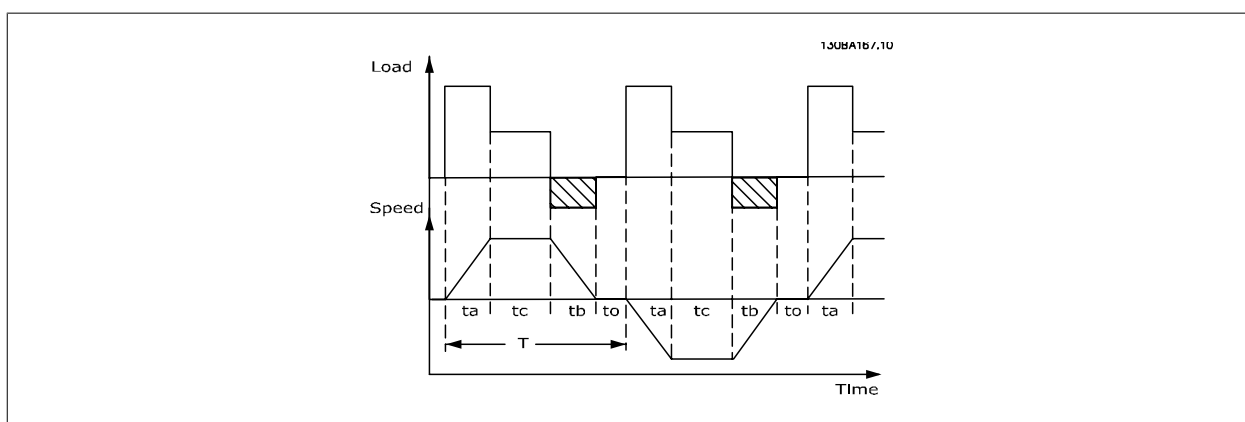 130BA167.10
Load
Speed
ta tc tb to ta tc tb to ta
T
Time